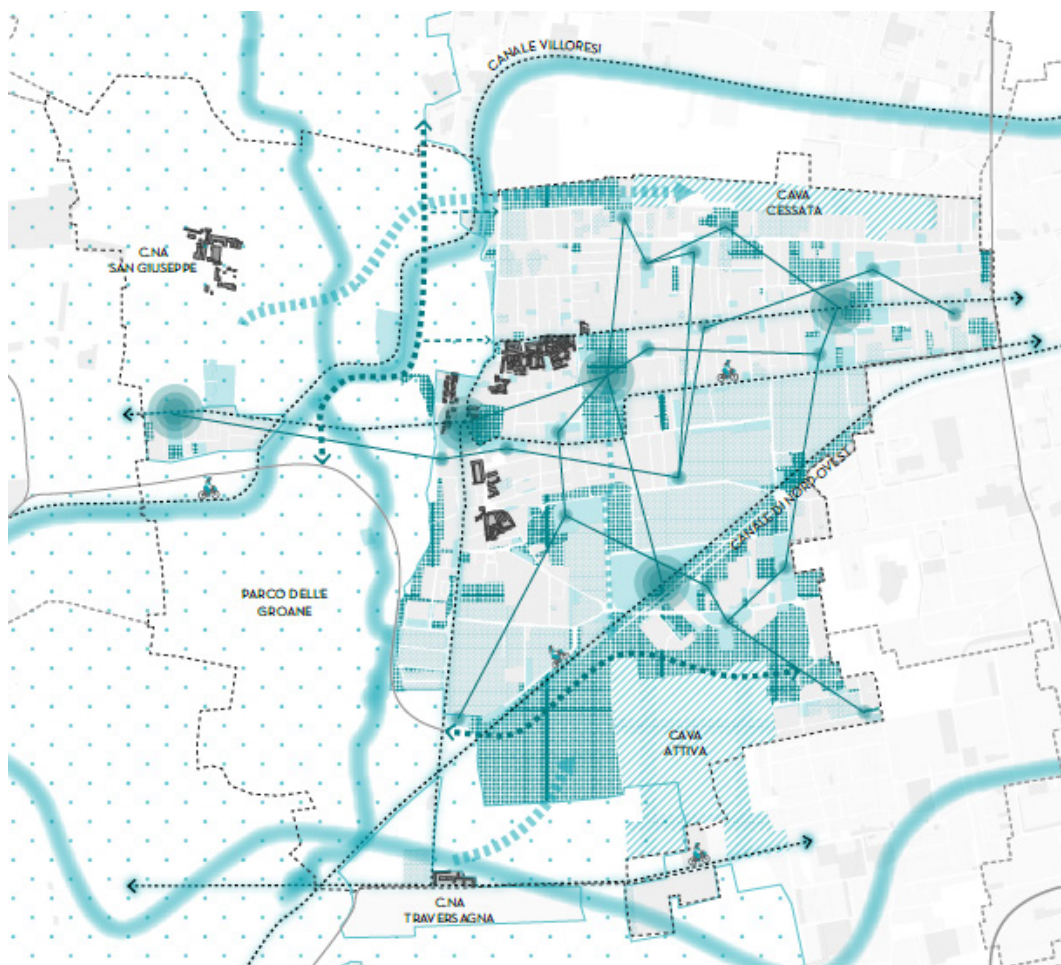 CANALE VILLORESI
CAVA
CESSATA
C.NA
SAN GIUSEPPE
CANALE DI NORD OVEST
PARCO DELLE
GROANE
CAVA
ATTIVA
C.NA
TRAVERSAGNA